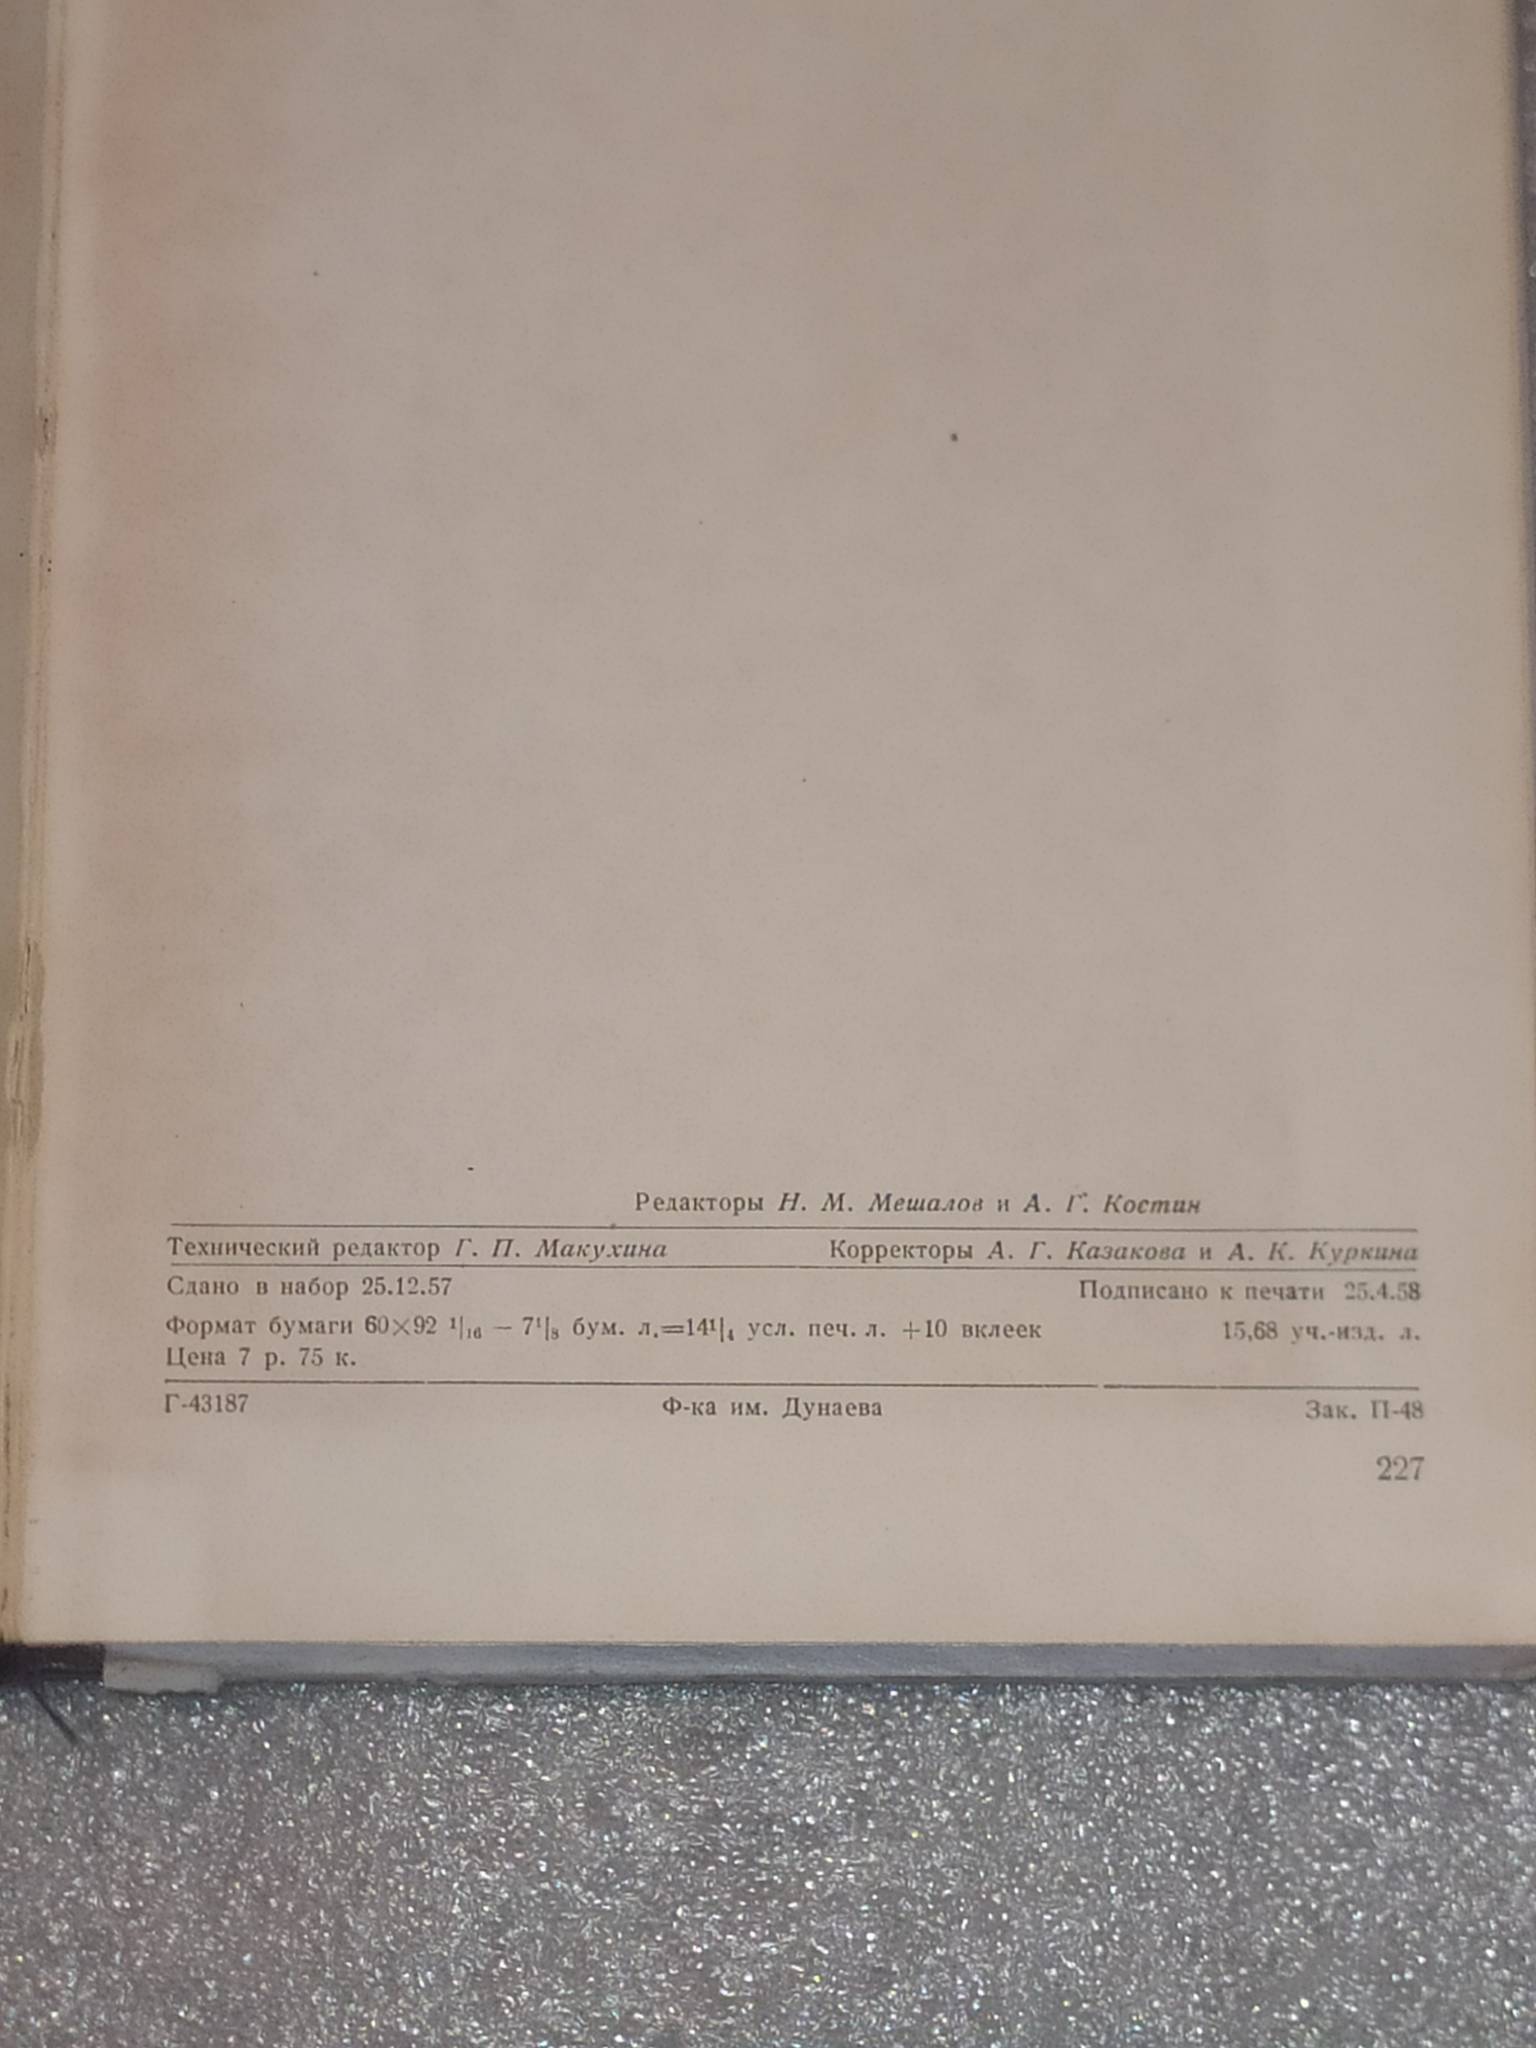 Редакторы Н. М. Мешалов и А. Г. Костин
Технический редактор Г. П. Макухина Корректоры А. Г. Казакова и А. К. Куркина
Сдано в набор 25.12.57 Подписано к печати 25.4.58
Формат бумаги 60×92 1/16 — 7 1/8 бум. л.=14 1/4 усл. печ. л. +10 вклеек 15,68 уч.-изд. л.
Цена 7 р. 75 к.
Г-43187 Ф-ка им. Дунаева Зак. П-48
227